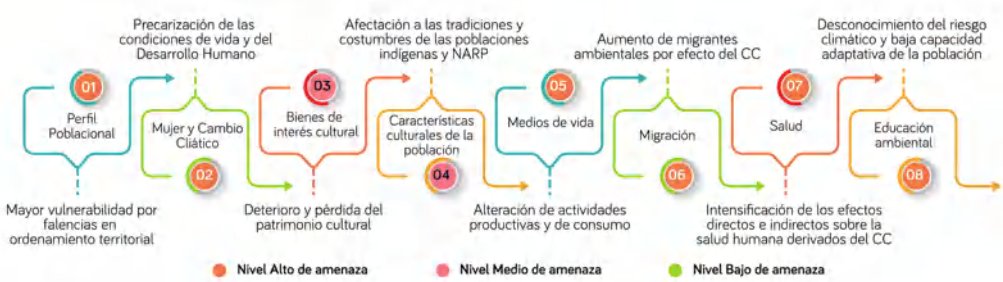 Precarización de las
condiciones de vida y del
Desarrollo Humano
Afectación a las tradiciones y
costumbres de las poblaciones
indígenas y NARP
Aumento de migrantes
ambientales por efecto del CC
Desconocimiento del riesgo
climático y baja capacidad
adaptativa de la población
01
Perfil
Poblacional
Mujer y Cambio
Cliático
02
03
Bienes de
interés cultural
Características
culturales de la
población
04
05
Medios de vida
Migración
06
07
Salud
Educación
ambiental
08
Mayor vulnerabilidad por
falencias en
ordenamiento territorial
Deterioro y pérdida del
patrimonio cultural
Alteración de actividades
productivas y de consumo
Intensificación de los efectos
directos e indirectos sobre la
salud humana derivados del CC
Nivel Alto de amenaza
Nivel Medio de amenaza
Nivel Bajo de amenaza